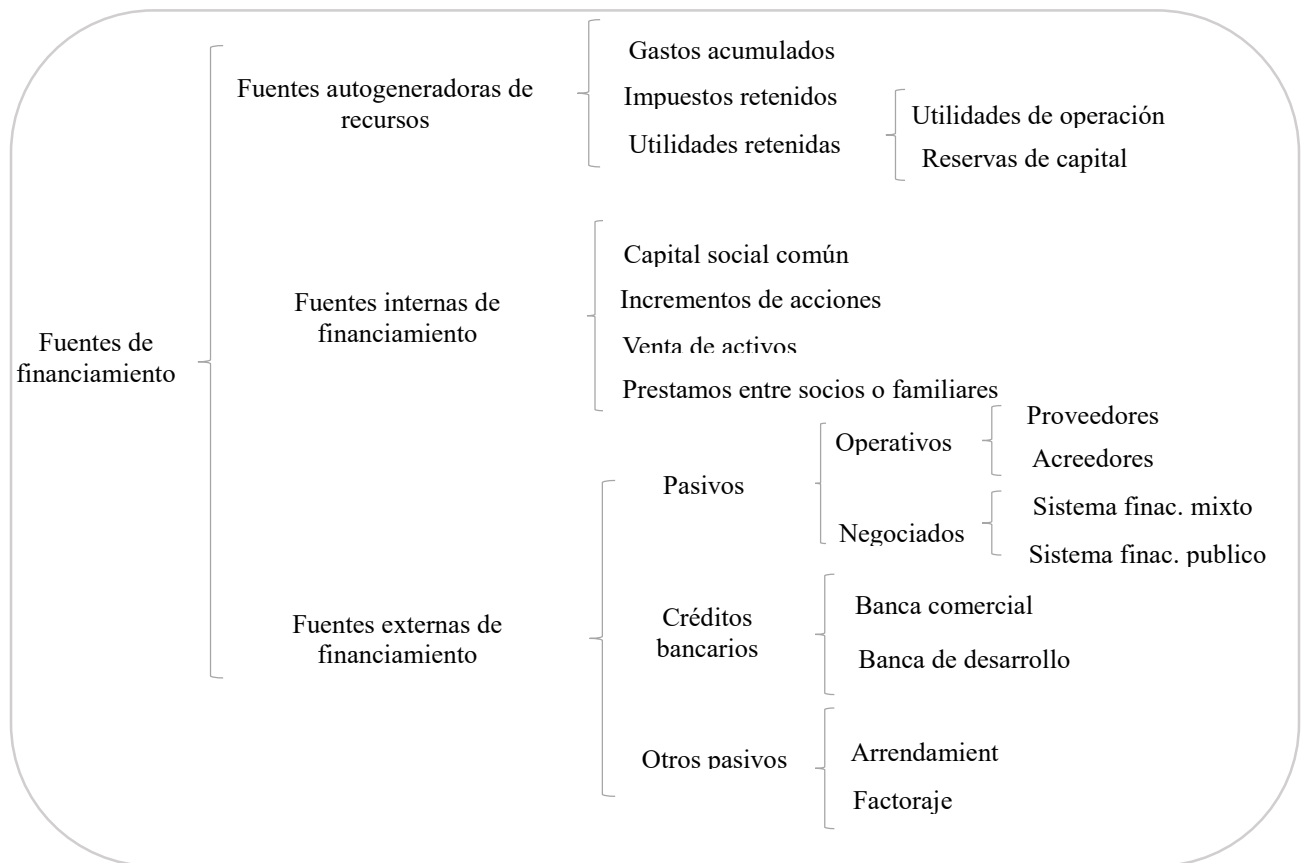 Fuentes de
financiamiento
Fuentes autogeneradoras de
recursos
Gastos acumulados
Impuestos retenidos
Utilidades retenidas
Utilidades de operación
Reservas de capital
Fuentes internas de
financiamiento
Capital social común
Incrementos de acciones
Venta de activos
Prestamos entre socios o familiares
Fuentes externas de
financiamiento
Pasivos
Operativos
Proveedores
Acreedores
Negociados
Sistema finac. mixto
Sistema finac. publico
Créditos
bancarios
Banca comercial
Banca de desarrollo
Otros pasivos
Arrendamient
Factoraje